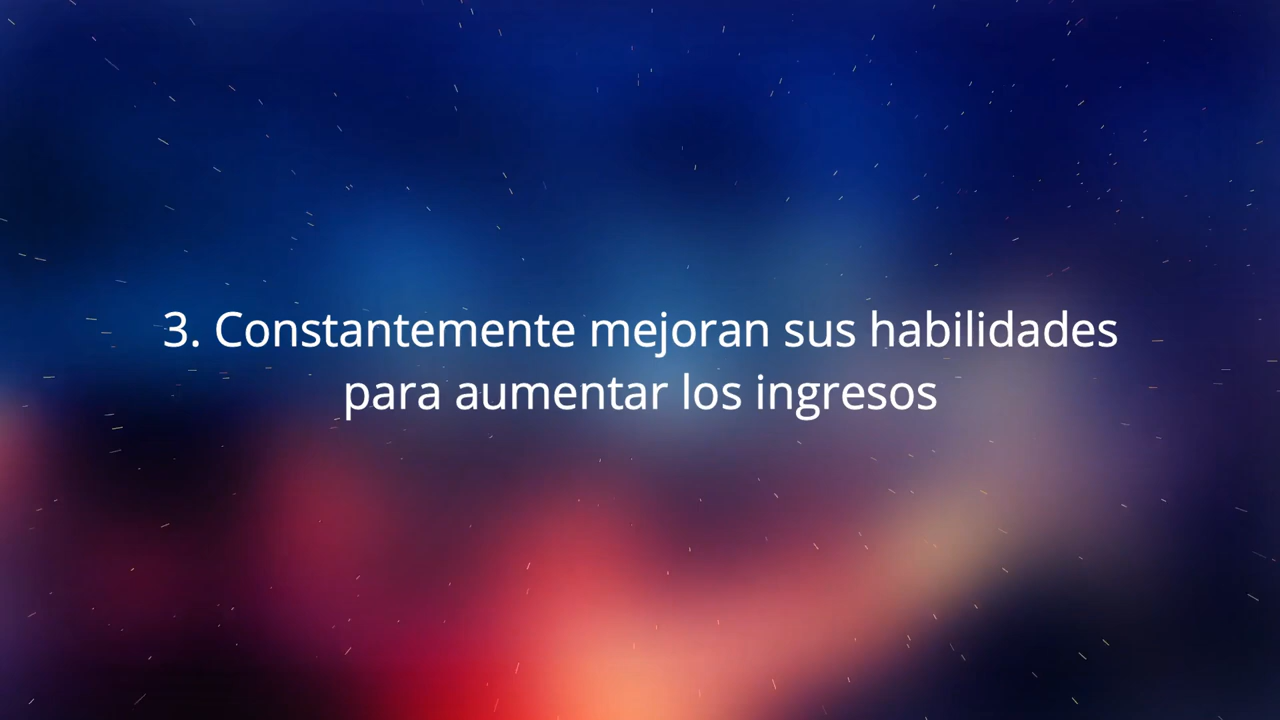 3. Constantemente mejoran sus habilidades
para aumentar los ingresos